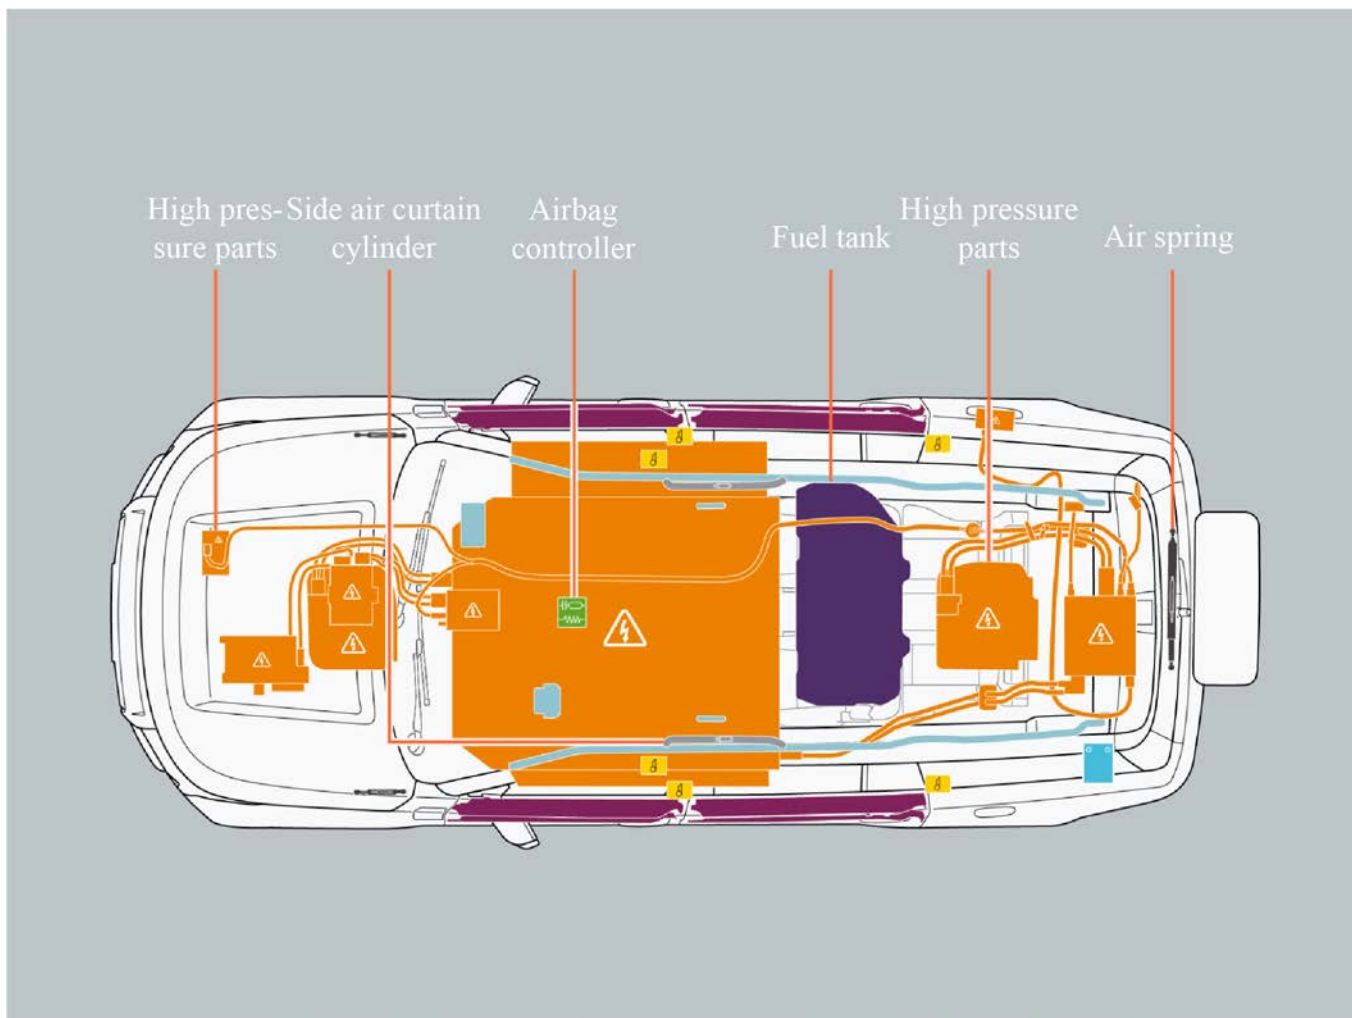 High pres-
sure parts
Side air curtain
cylinder
Airbag
controller
Fuel tank
High pressure
parts
Air spring